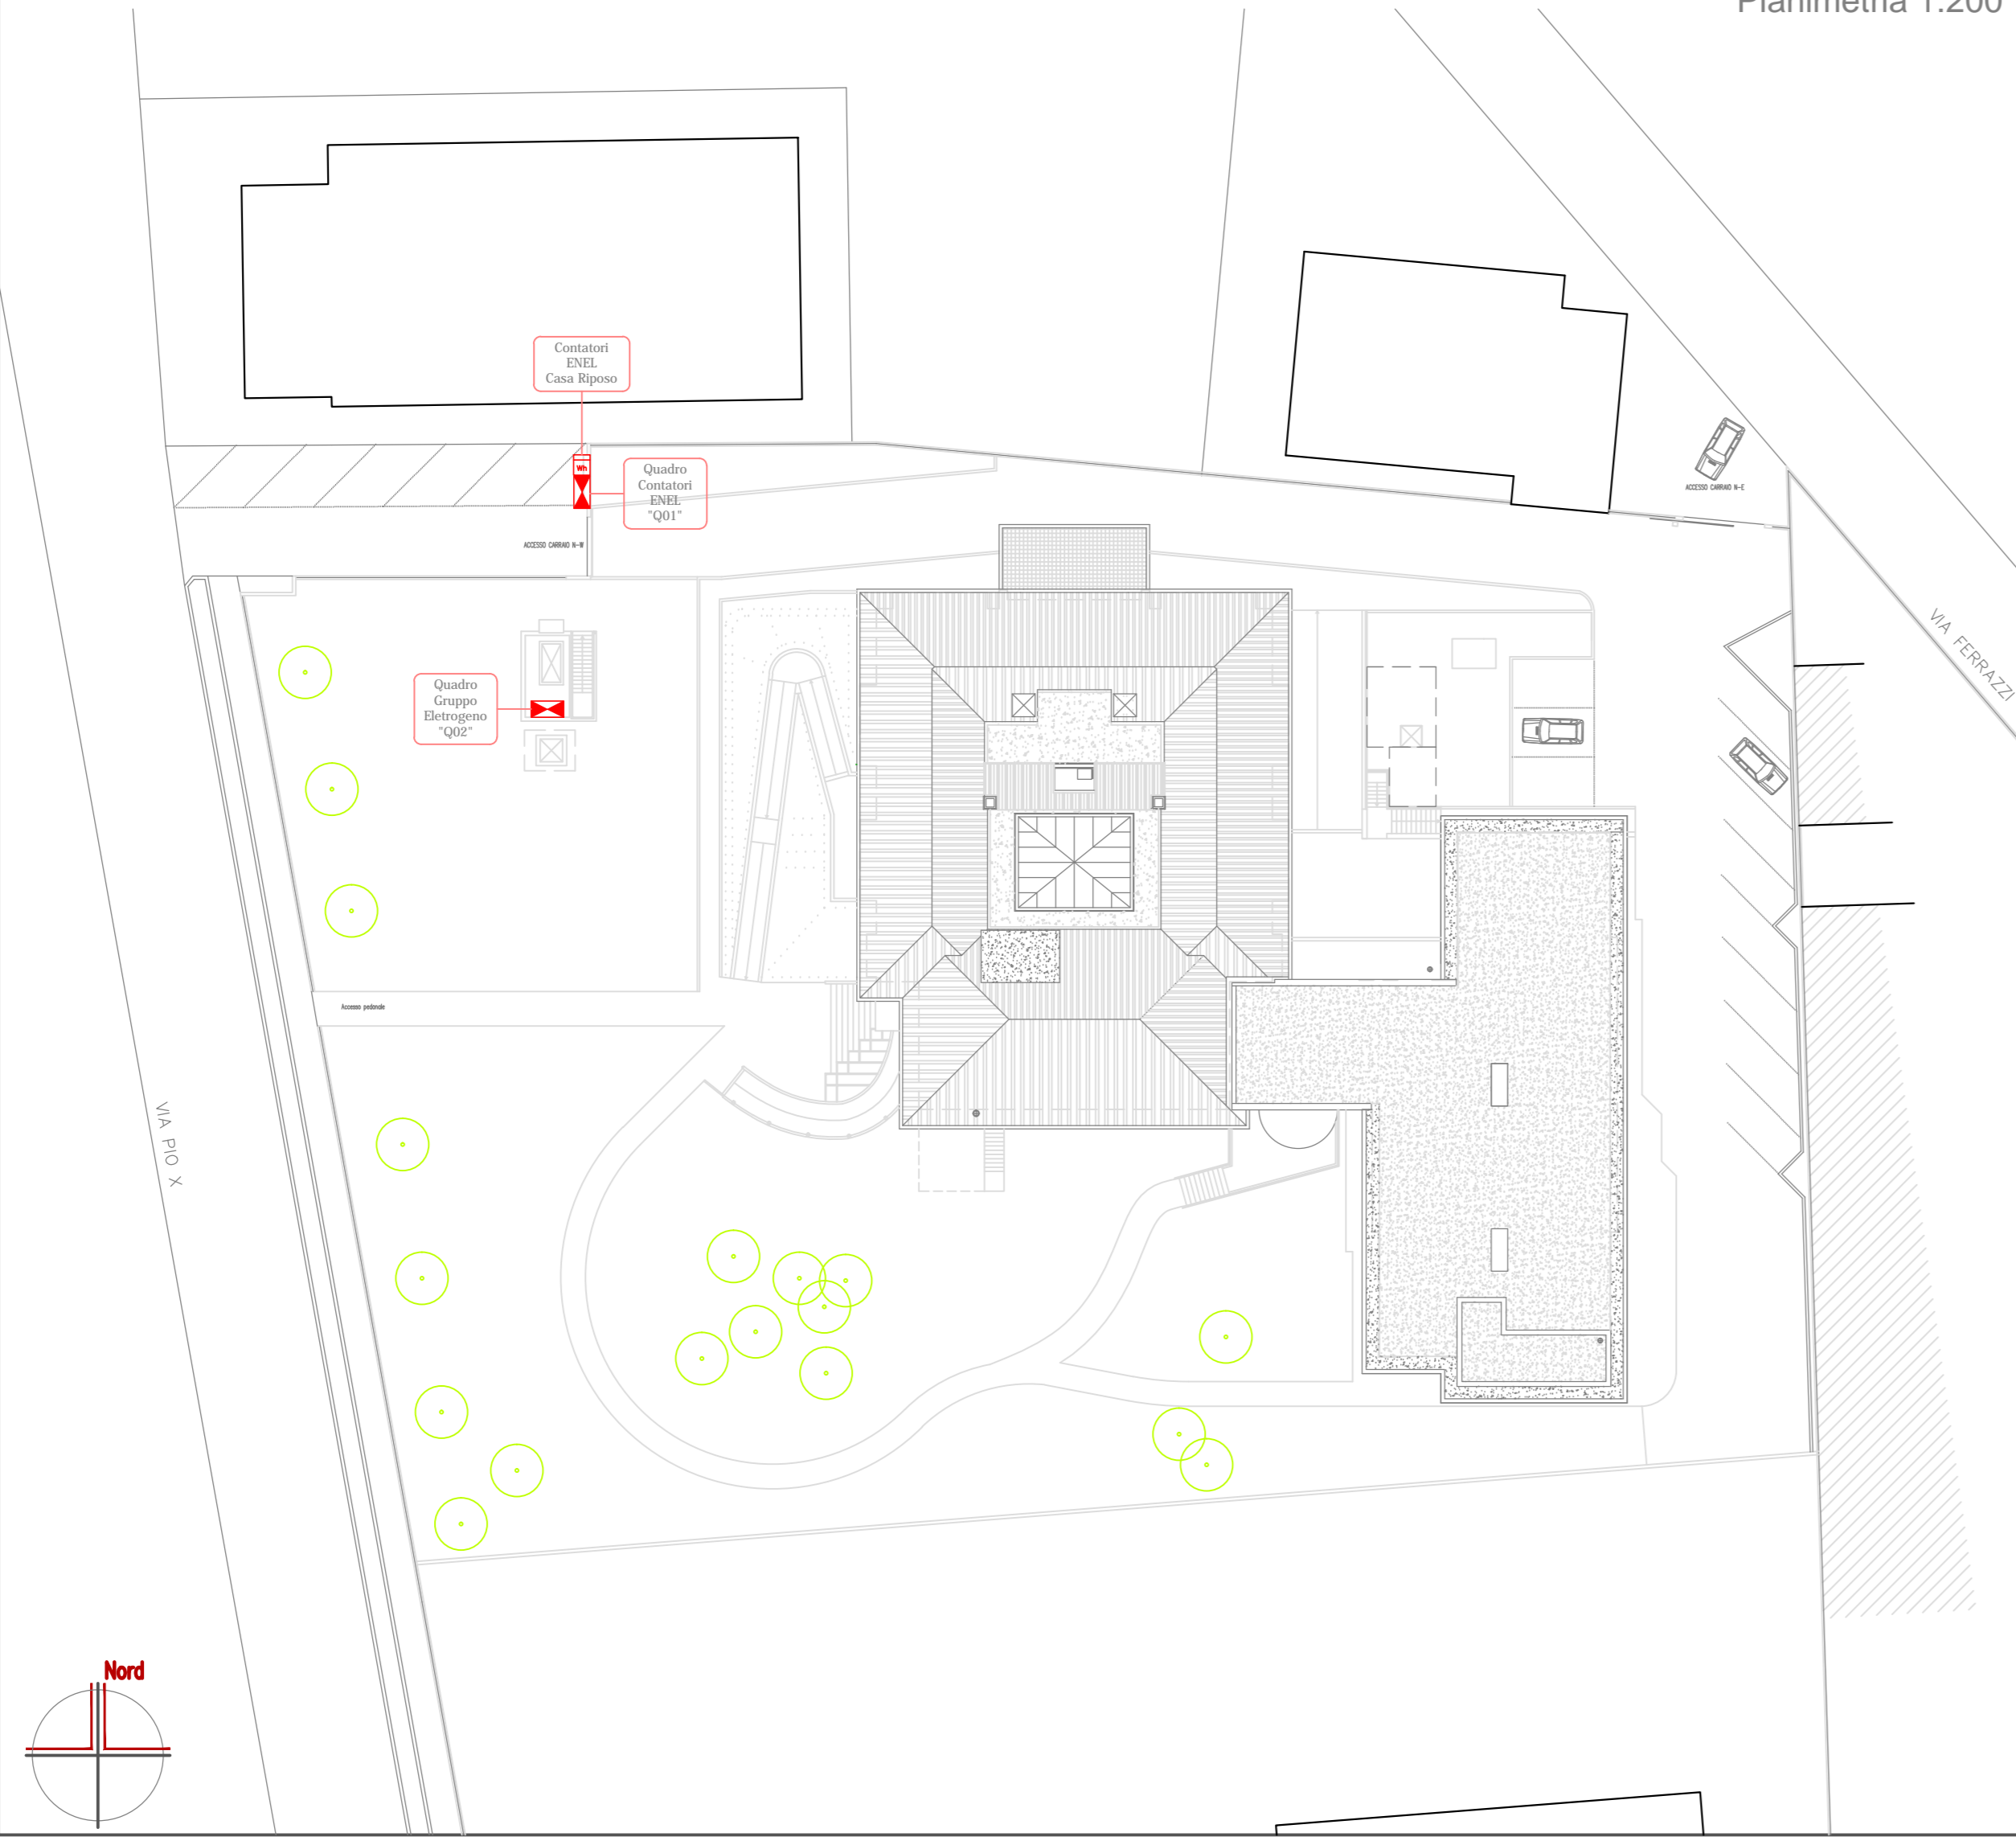 Planimetria 1:200
Contatori
ENEL
Casa Riposo
Wh
Quadro
Contatori
ENEL
"Q01"
ACCESSO CARRAIO N-E
ACCESSO CARRAIO N-W
VIA FERRAZZI
Quadro
Gruppo
Eletrogeno
"Q02"
Accesso pedonale
VIA PIO X
Nord